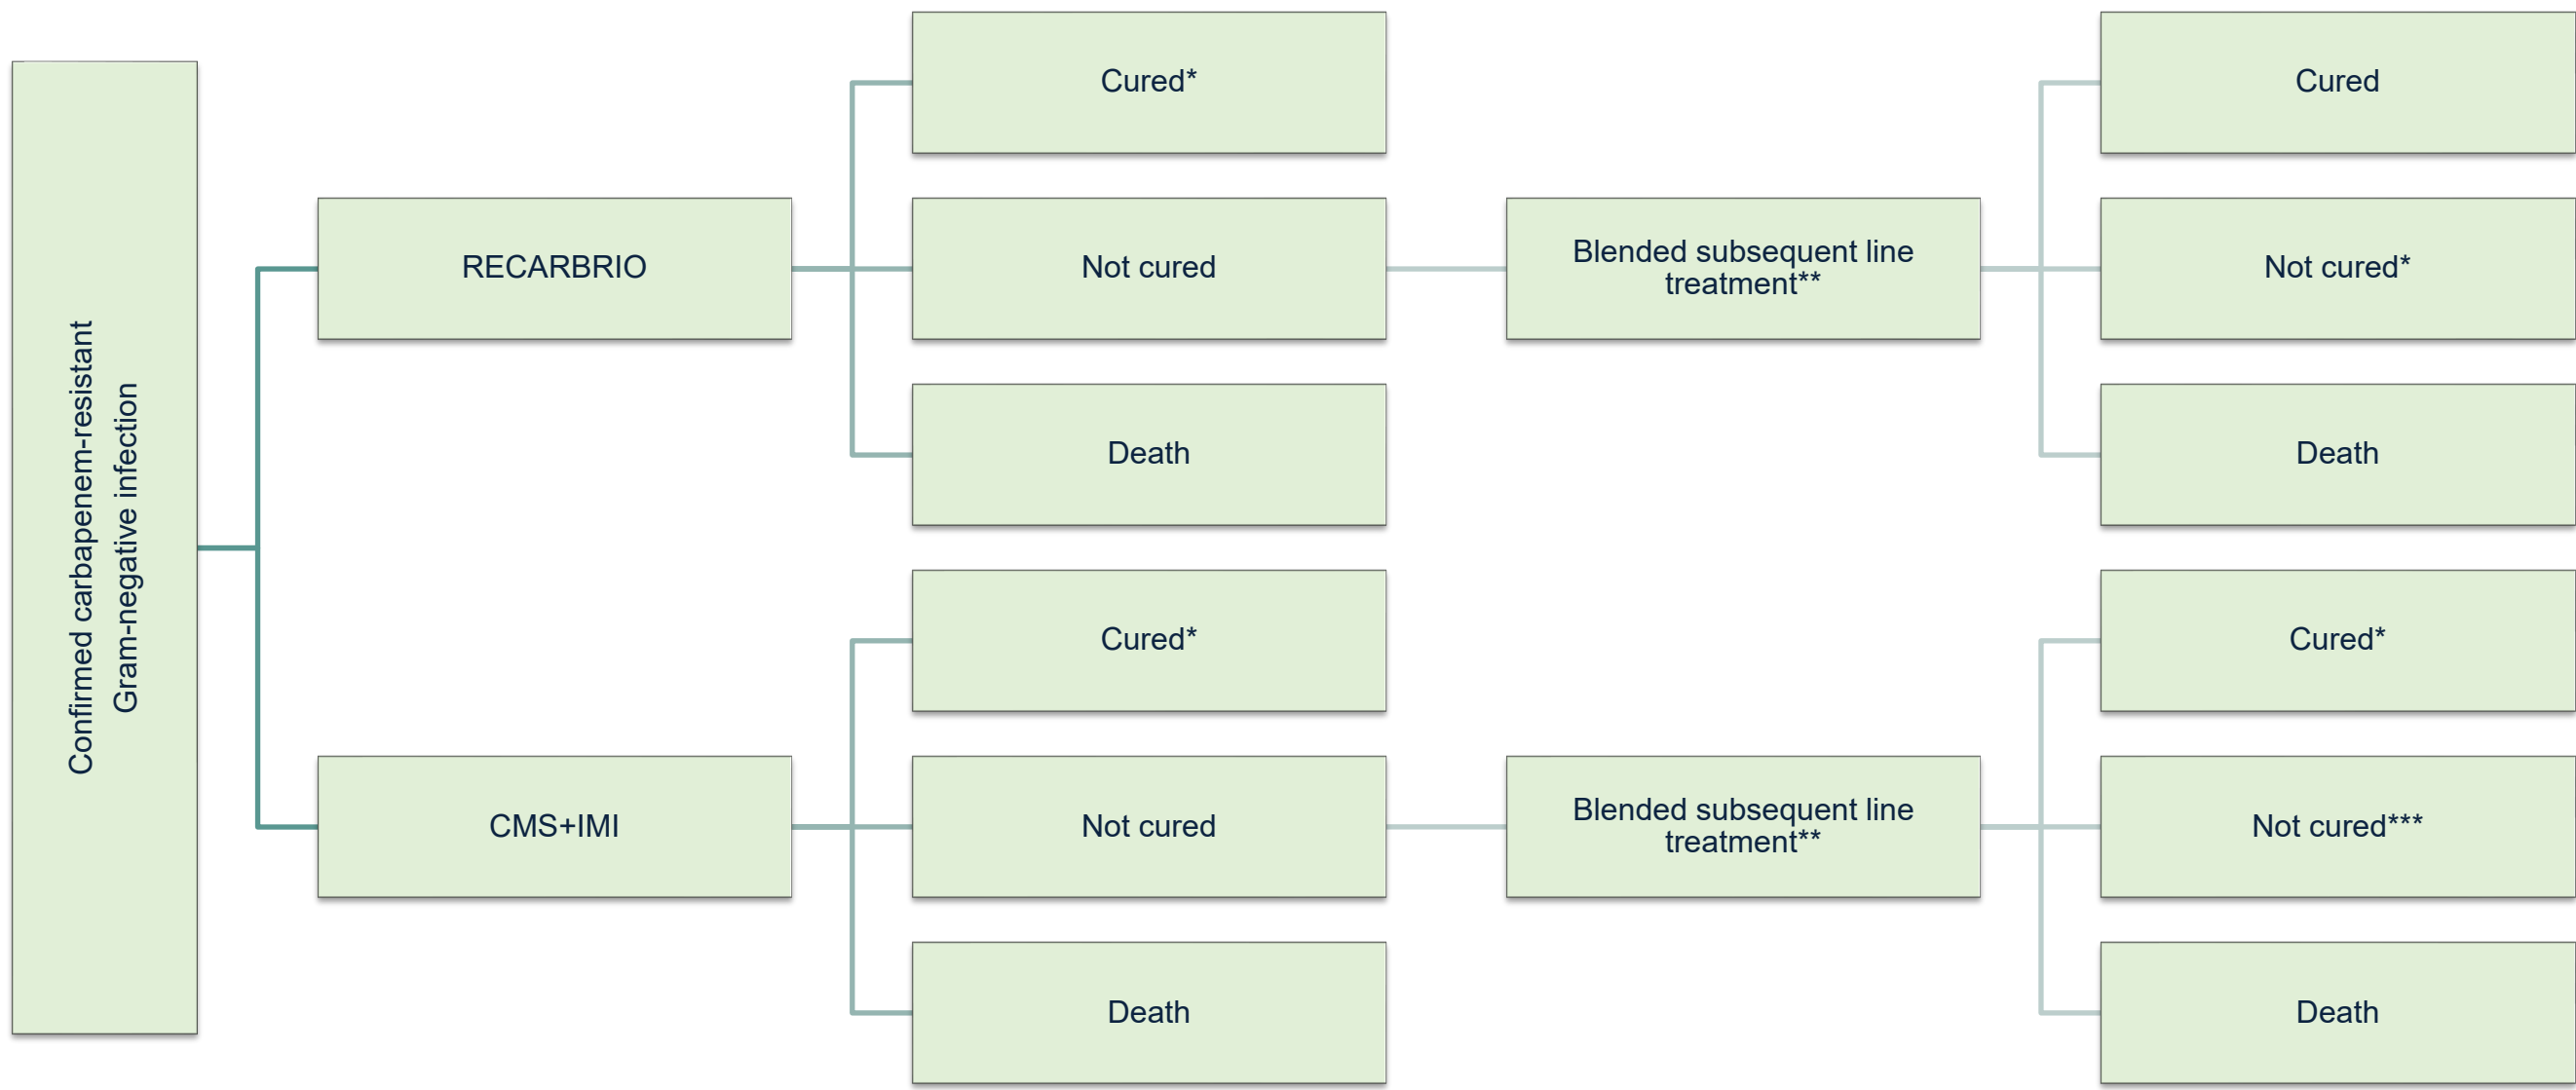 Confirmed carbapenem-resistant
Gram-negative infection
RECARBRIO
Cured*
Not cured
Death
Blended subsequent line
treatment**
Cured
Not cured*
Death
CMS+IMI
Cured*
Not cured
Death
Blended subsequent line
treatment**
Cured*
Not cured***
Death